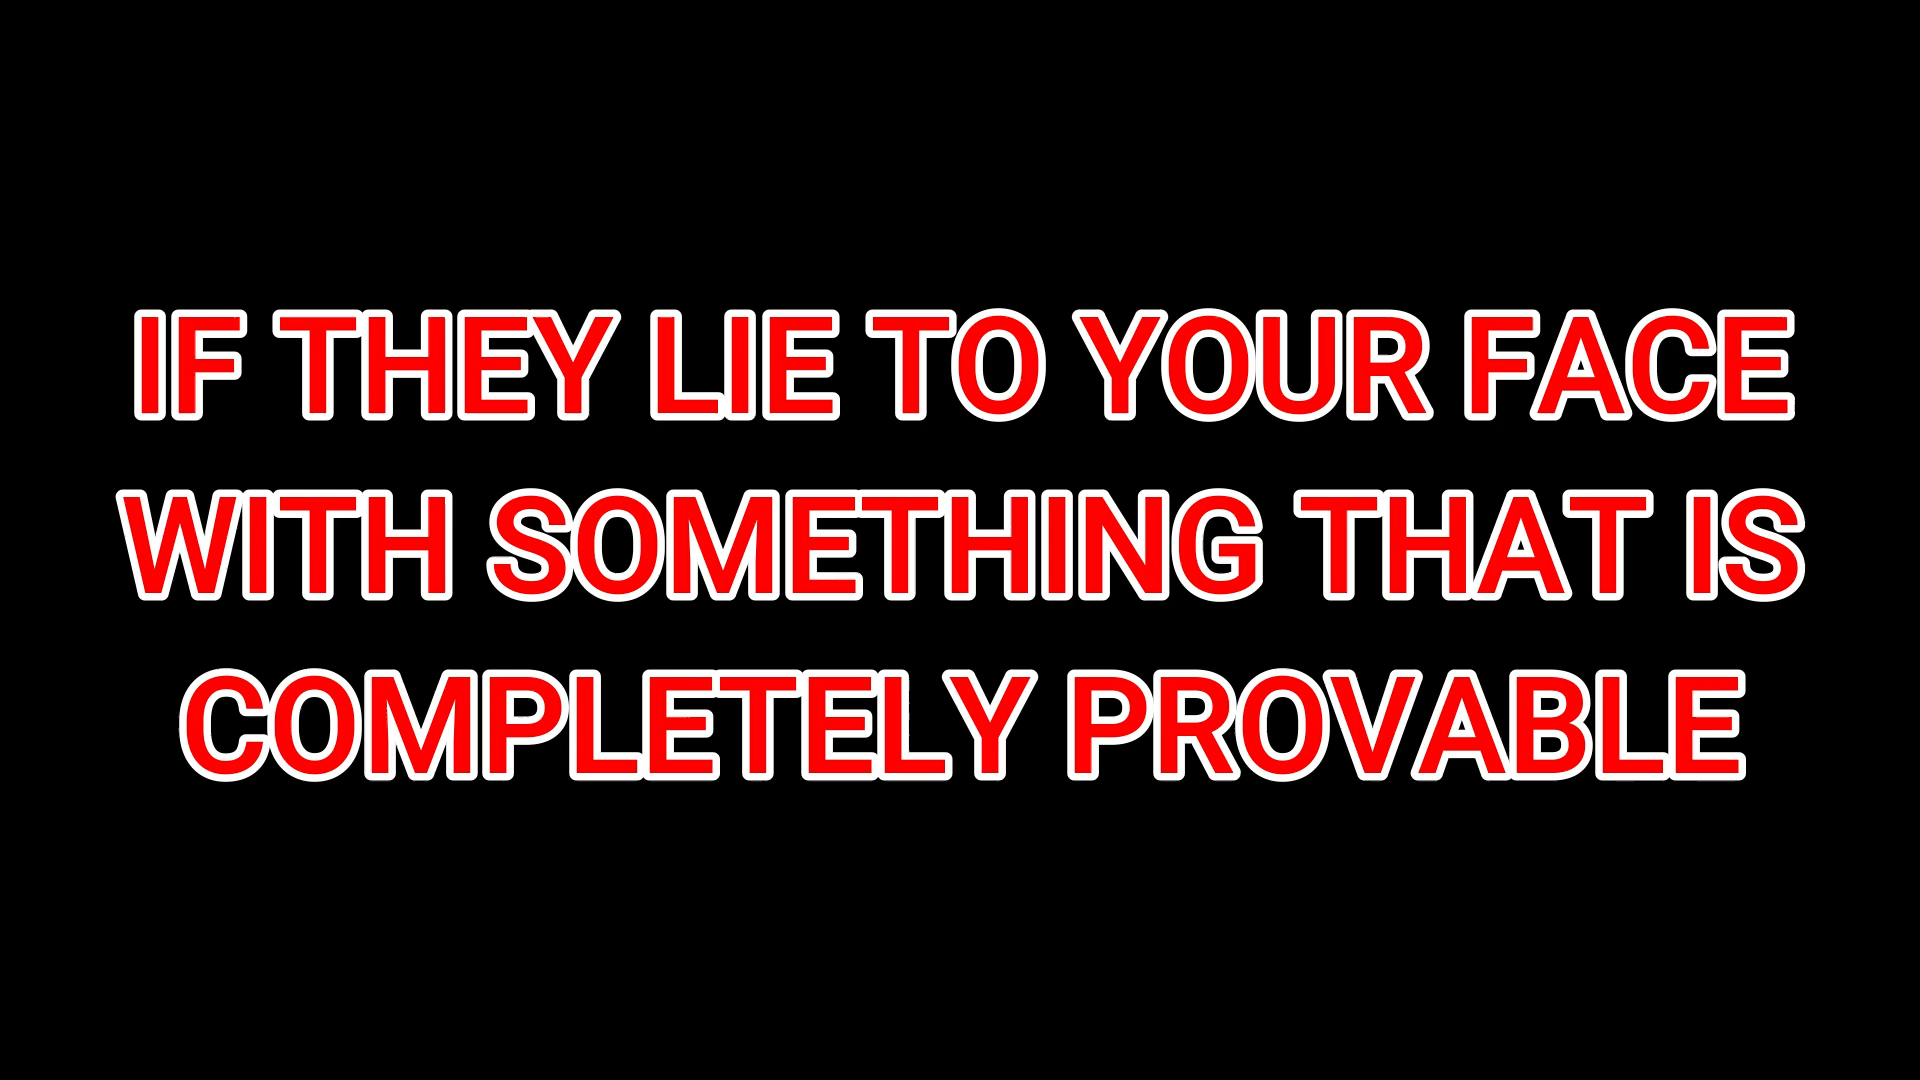 IF THEY LIE TO YOUR FACE
WITH SOMETHING THAT IS
COMPLETELY PROVABLE